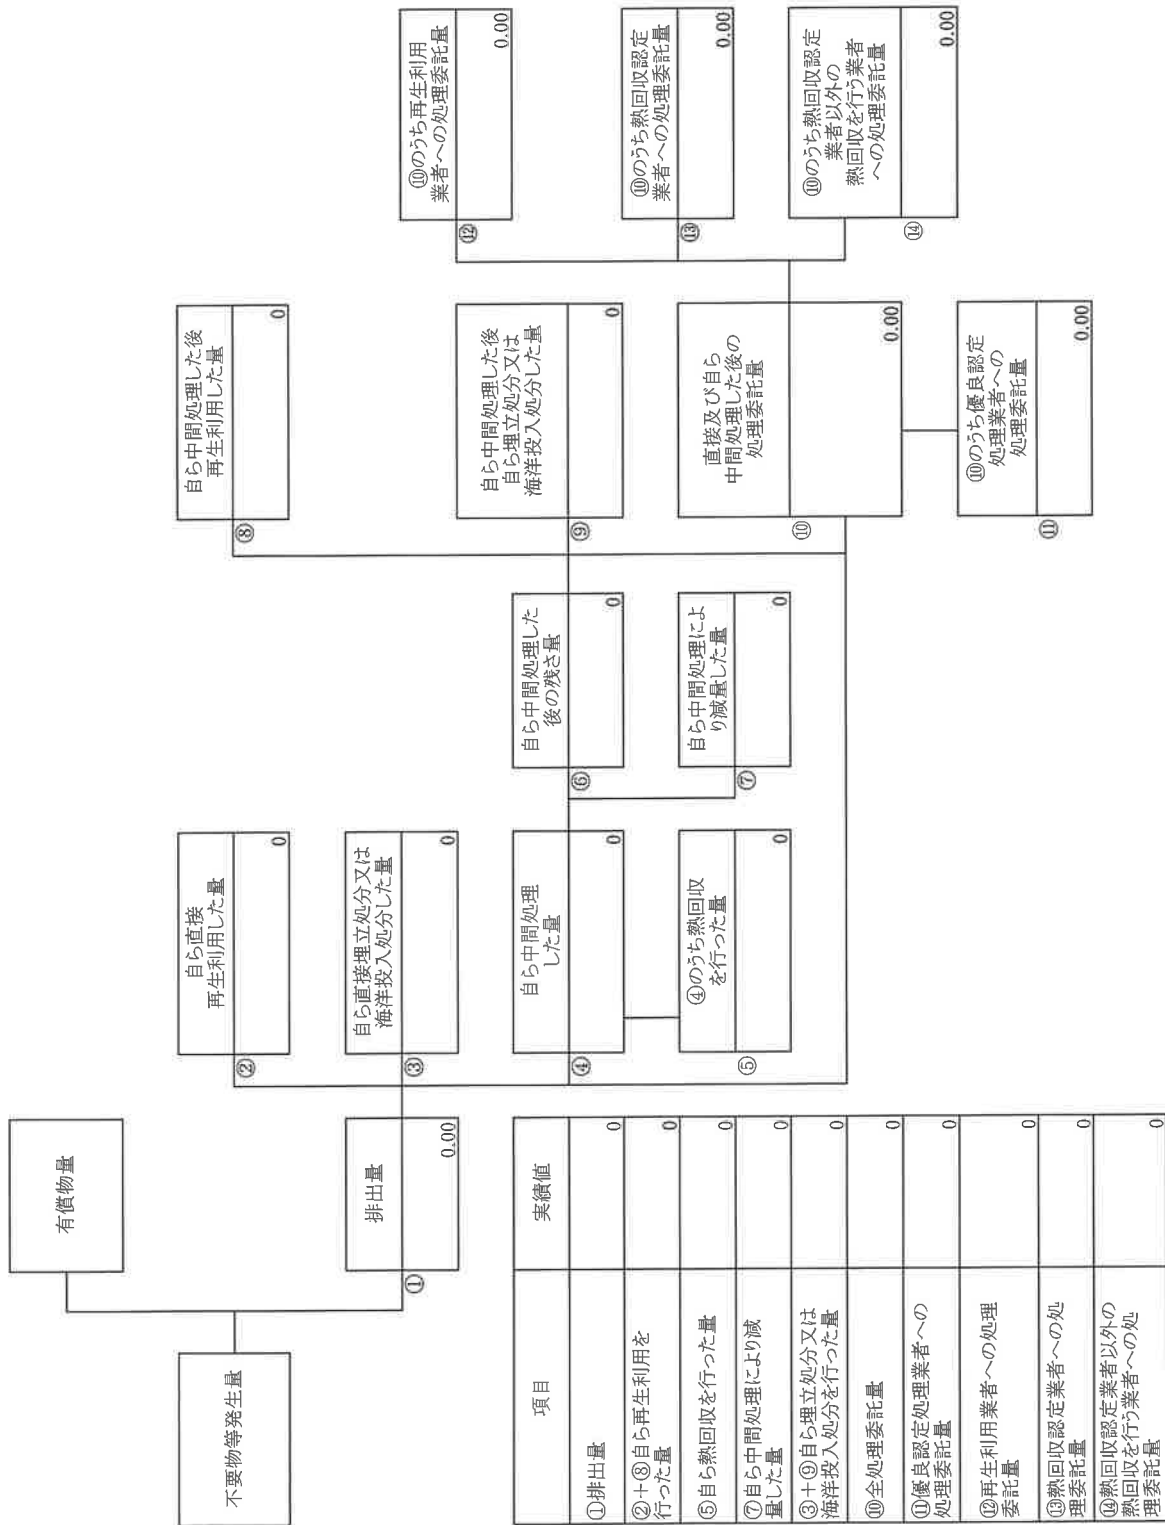 有償物量
不要物等発生量
排出量
①
0.00
自ら直接
再生利用した量
②
0
自ら直接埋立処分又は
海洋投入処分した量
③
0
自ら中間処理
した量
④
0
④のうち熱回収
を行った量
⑤
0
自ら中間処理した
後の残さ量
⑥
0
自ら中間処理によ
り減量した量
⑦
0
自ら中間処理した後
再生利用した量
⑧
0
自ら中間処理した後
自ら埋立処分又は
海洋投入処分した量
⑨
0
直接及び自ら
中間処理した後の
処理委託量
⑩
0.00
⑩のうち優良認定
処理業者への
処理委託量
⑪
0.00
⑩のうち再生利用
業者への処理委託量
⑫
0.00
⑩のうち熱回収認定
業者への処理委託量
⑬
0.00
⑩のうち熱回収認定
業者以外の
熱回収を行う業者
への処理委託量
⑭
0.00
項目 実績値
①排出量 0
②+⑧自ら再生利用を
行った量 0
⑤自ら熱回収を行った量 0
⑦自ら中間処理により減
量した量 0
③+⑨自ら埋立処分又は
海洋投入処分を行った量 0
⑩全処理委託量 0
⑪優良認定処理業者への
処理委託量 0
⑫再生利用業者への処理
委託量 0
⑬熱回収認定業者への処
理委託量 0
⑭熱回収認定業者以外の
熱回収を行う業者への処
理委託量 0